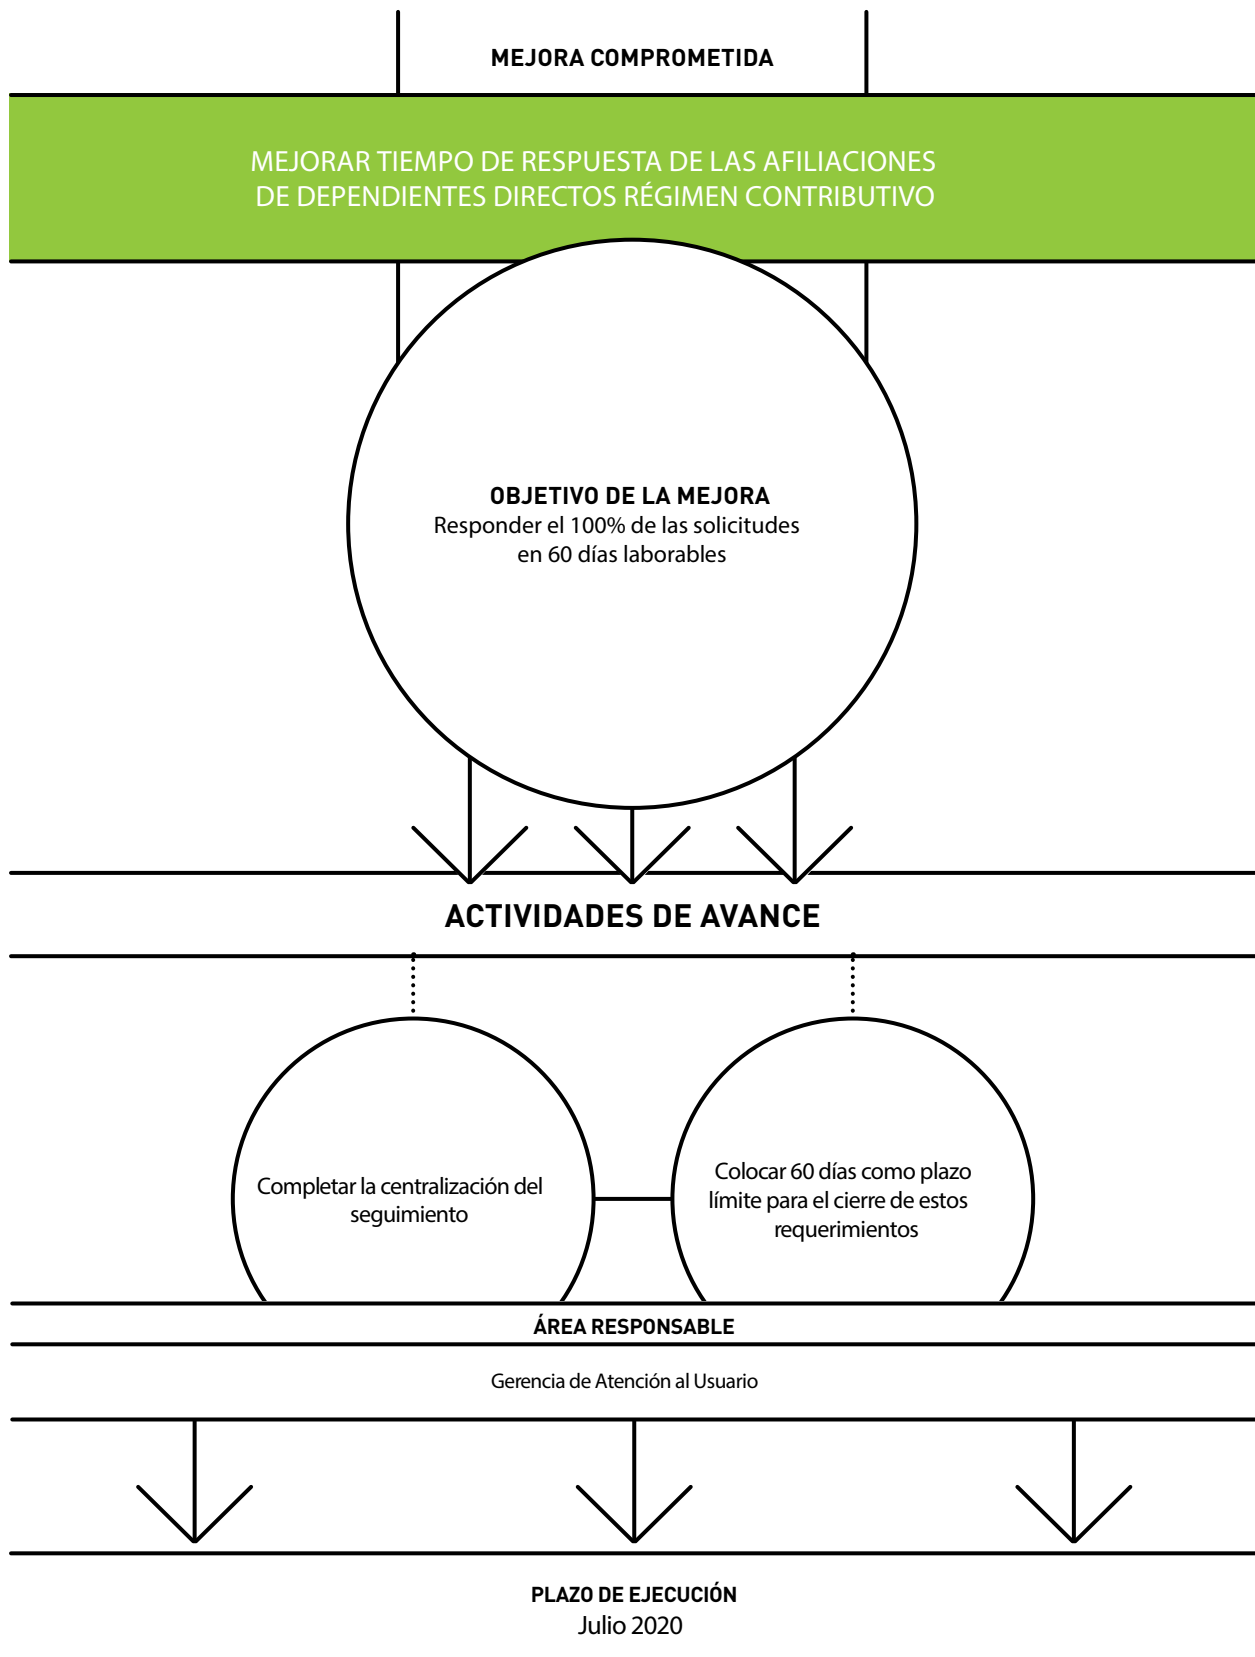 MEJORA COMPROMETIDA
MEJORAR TIEMPO DE RESPUESTA DE LAS AFILIACIONES
DE DEPENDIENTES DIRECTOS RÉGIMEN CONTRIBUTIVO
OBJETIVO DE LA MEJORA
Responder el 100% de las solicitudes
en 60 días laborables
ACTIVIDADES DE AVANCE
Completar la centralización del
seguimiento
Colocar 60 días como plazo
límite para el cierre de estos
requerimientos
ÁREA RESPONSABLE
Gerencia de Atención al Usuario
PLAZO DE EJECUCIÓN
Julio 2020